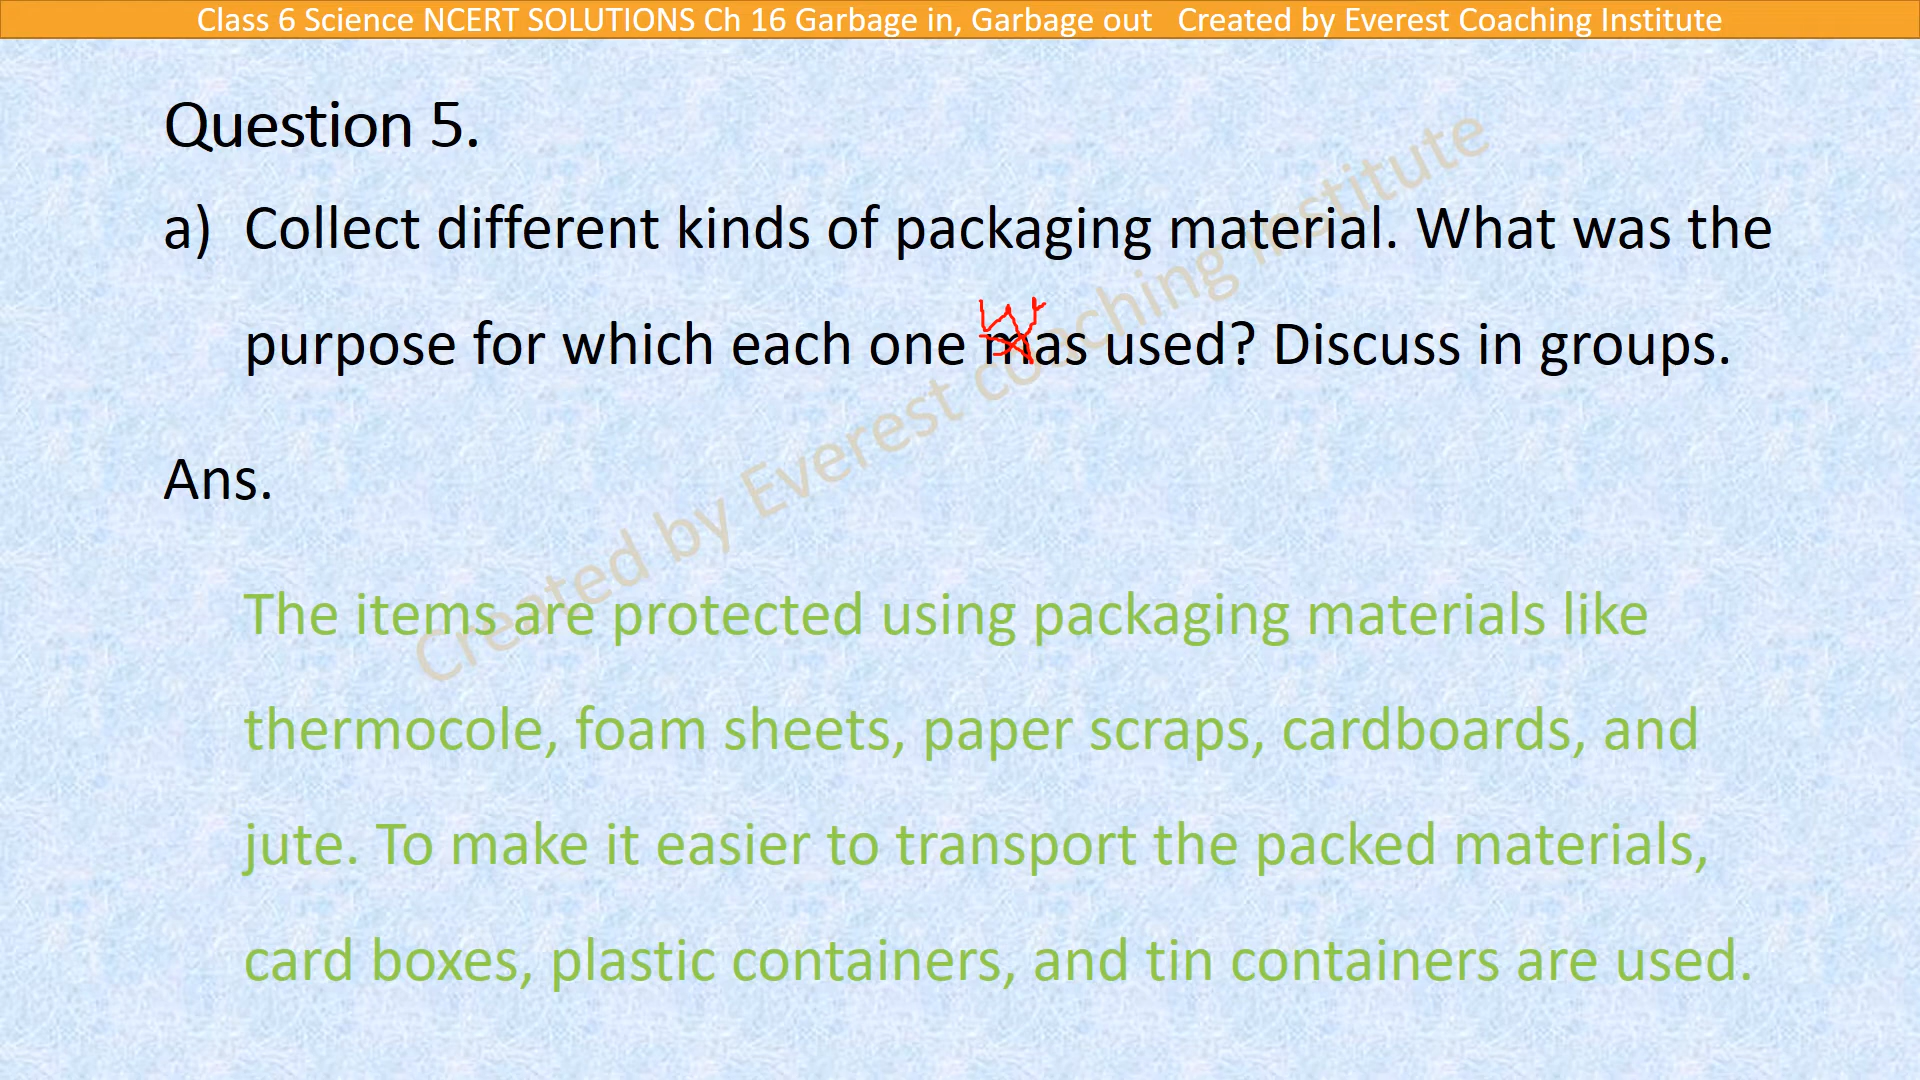 Class 6 Science NCERT SOLUTIONS Ch 16 Garbage in, Garbage out   Created by Everest Coaching Institute
Question 5.
a) Collect different kinds of packaging material. What was the
purpose for which each one mas used? Discuss in groups.
W
Ans.
The items are protected using packaging materials like
thermocole, foam sheets, paper scraps, cardboards, and
jute. To make it easier to transport the packed materials,
card boxes, plastic containers, and tin containers are used.
Created by Everest coaching Institute